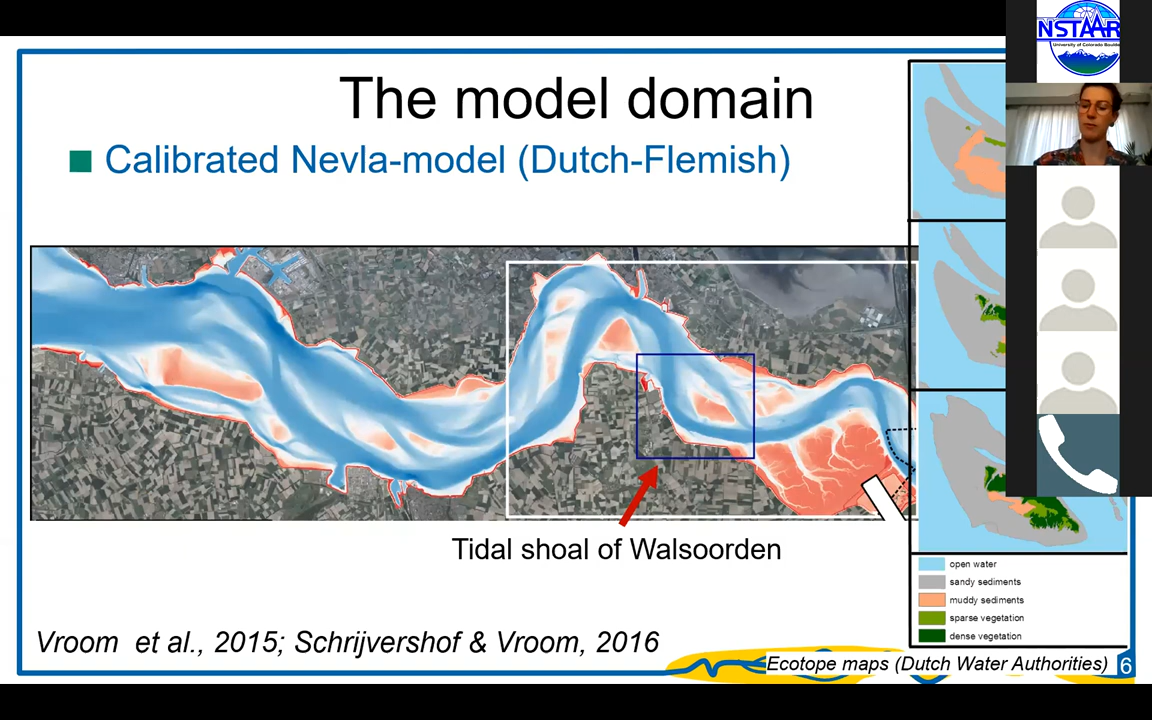 The model domain
Calibrated Nevla-model (Dutch-Flemish)
Tidal shoal of Walsoorden
Vroom et al., 2015; Schrijvershof & Vroom, 2016
open water
sandy sediments
muddy sediments
sparse vegetation
dense vegetation
Ecotope maps (Dutch Water Authorities)
6
NSTAAR
University of Colorado Boulder